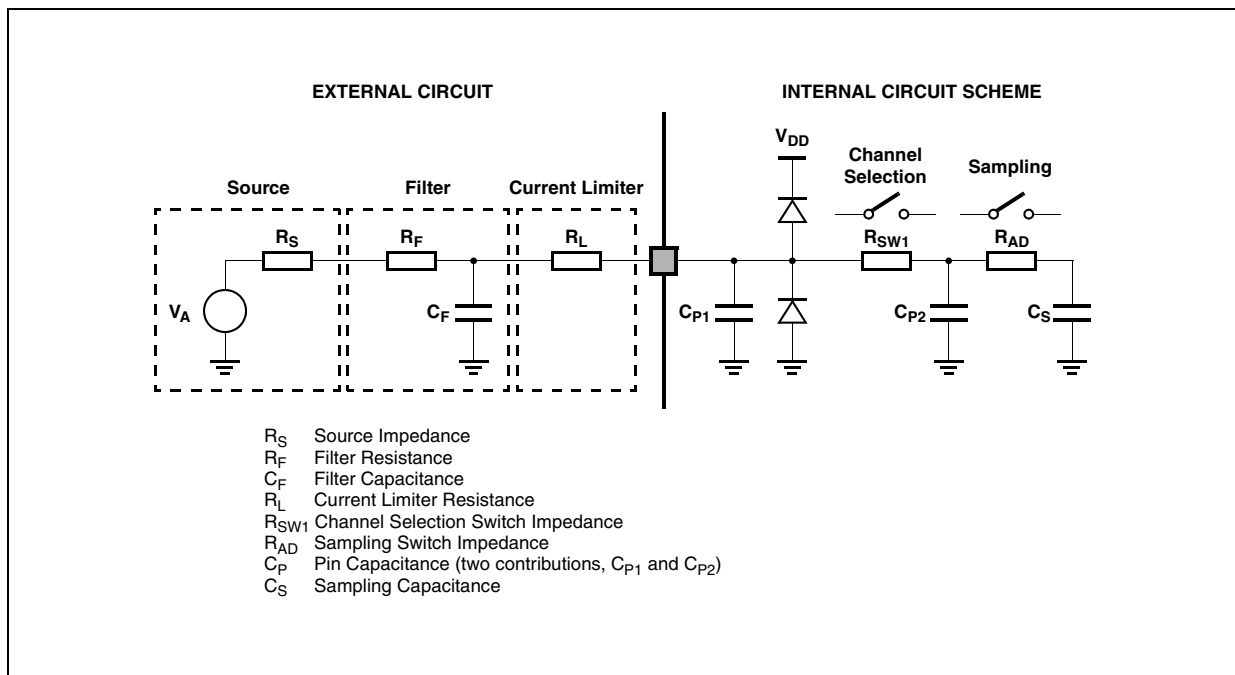 EXTERNAL CIRCUIT
INTERNAL CIRCUIT SCHEME
VDD
Channel
Selection
Sampling
Source
Filter
Current Limiter
RS
RF
RL
RSW1
RAD
VA
CF
CP1
CP2
CS
RS Source Impedance
RF Filter Resistance
CF Filter Capacitance
RL Current Limiter Resistance
RSW1 Channel Selection Switch Impedance
RAD Sampling Switch Impedance
CP Pin Capacitance (two contributions, CP1 and CP2)
CS Sampling Capacitance